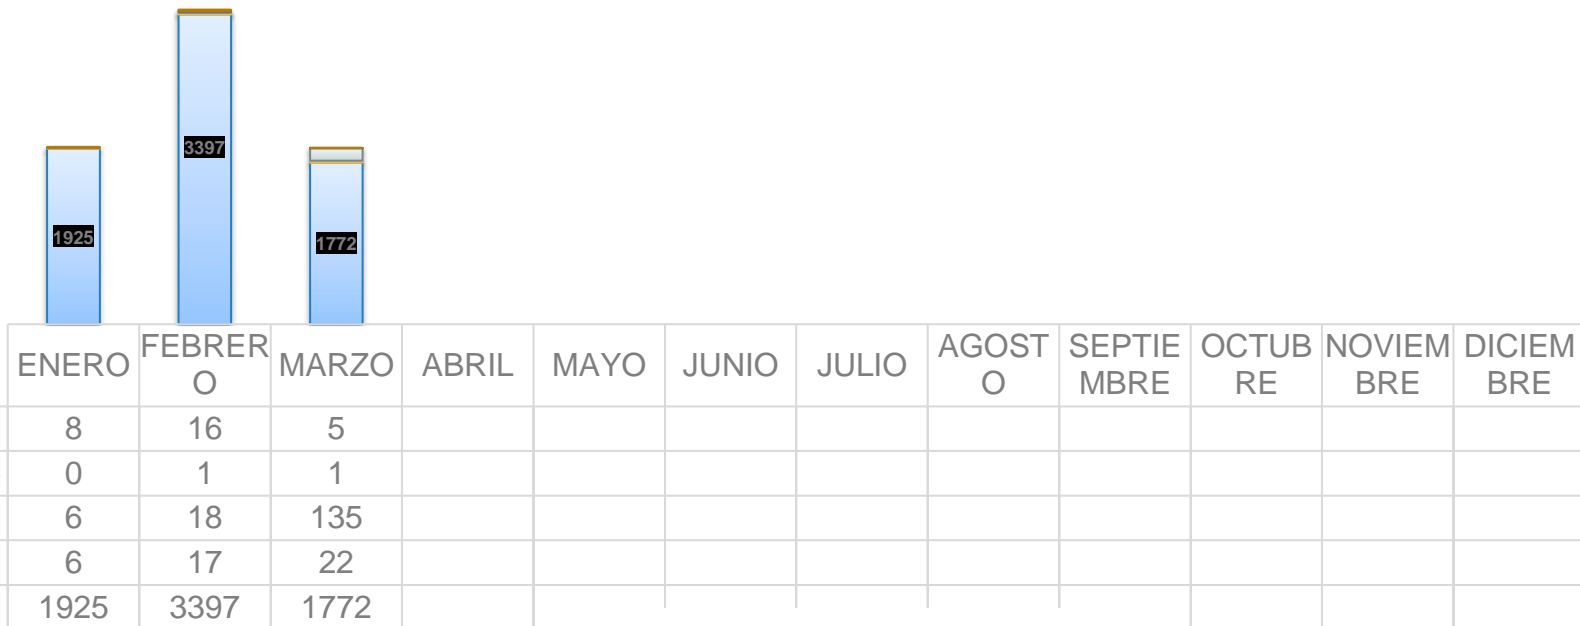 3397
1925
1772
ENERO FEBRER MARZO ABRIL MAYO JUNIO JULIO AGOST SEPTIE OCTUB NOVIEM DICIEM
O O MBRE RE BRE BRE
8 16 5
0 1 1
6 18 135
6 17 22
1925 3397 1772